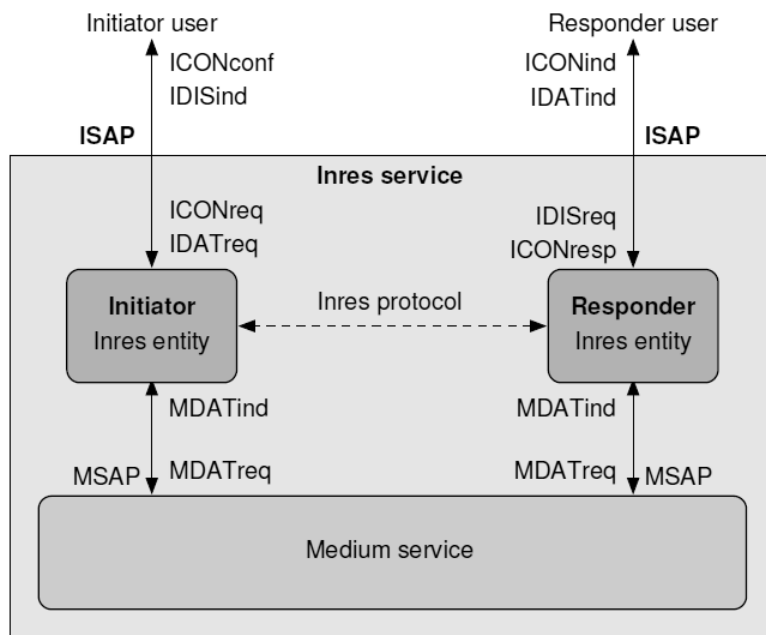 Initiator user
Responder user
ICONconf
ICONind
IDISind
IDATind
ISAP
ISAP
Inres service
ICONreq
IDISreq
IDATreq
ICONresp
Initiator
Inres protocol
Responder
Inres entity
Inres entity
MDATind
MDATind
MSAP
MDATreq
MDATreq
MSAP
Medium service